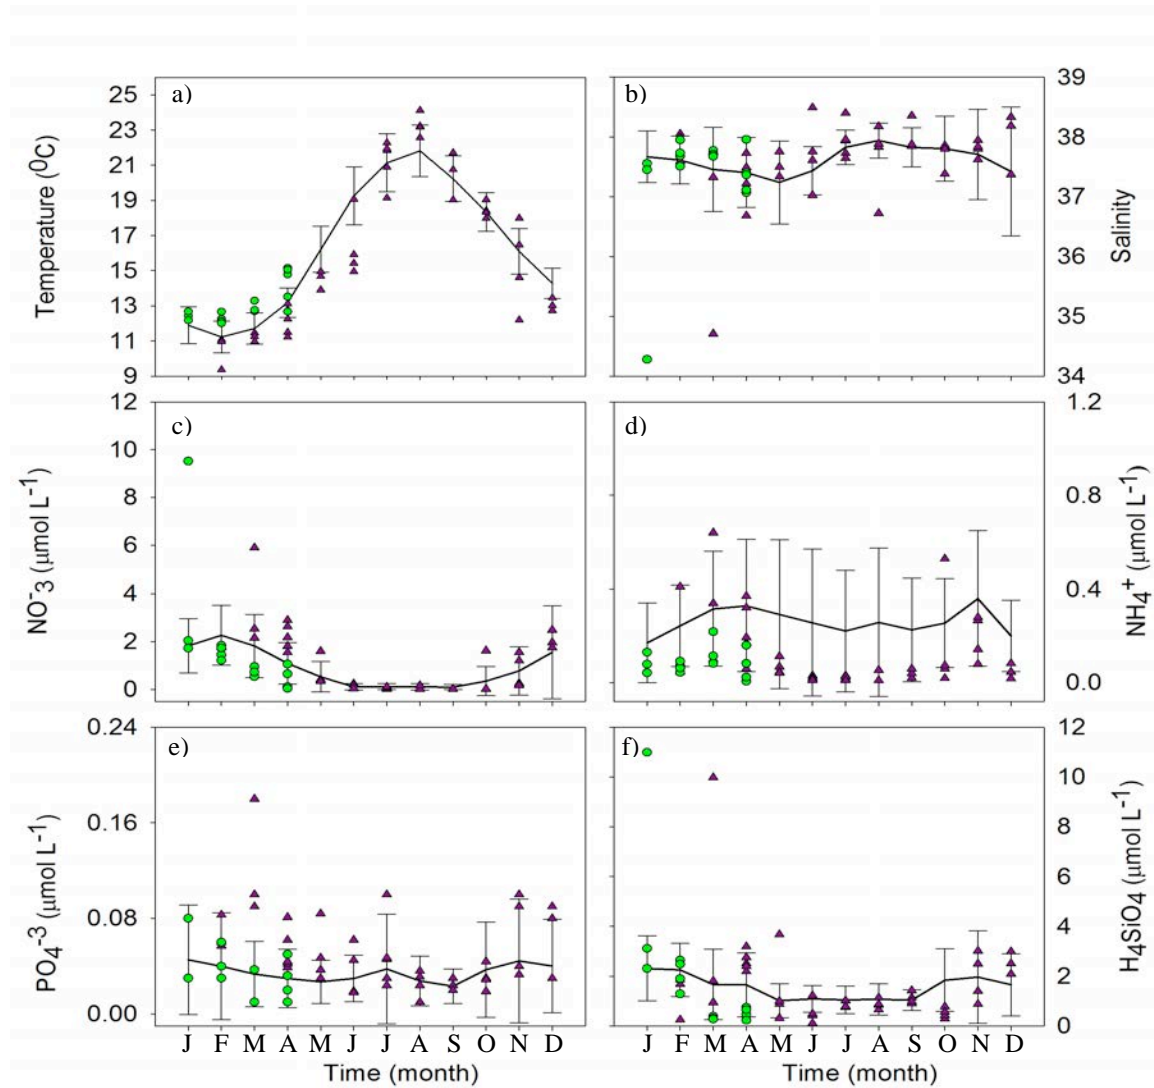 a)
25
23
21
19
17
15
13
11
9
Temperature (⁰C)
b)
39
38
37
36
35
34
Salinity
c)
12
10
8
6
4
2
0
NO⁻₃ (μmol L⁻¹)
d)
1.2
0.8
0.4
0.0
NH₄⁺ (μmol L⁻¹)
e)
0.24
0.16
0.08
0.00
PO₄⁻³ (μmol L⁻¹)
J F M A M J J A S O N D
Time (month)
f)
12
10
8
6
4
2
0
H₄SiO₄ (μmol L⁻¹)
J F M A M J J A S O N D
Time (month)